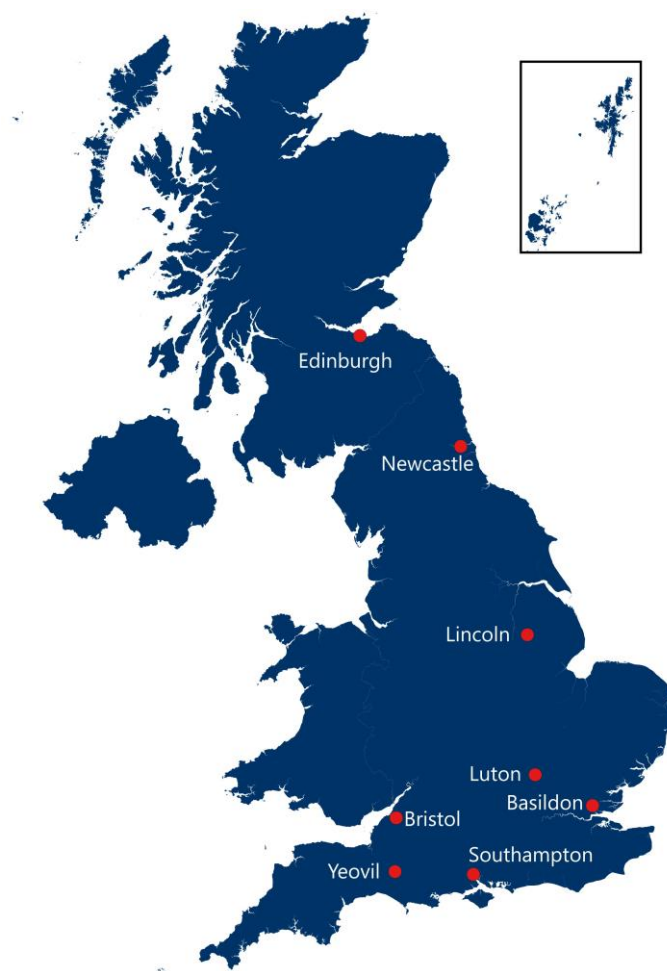 Edinburgh
Newcastle
Lincoln
Luton
Basildon
Bristol
Southampton
Yeovil